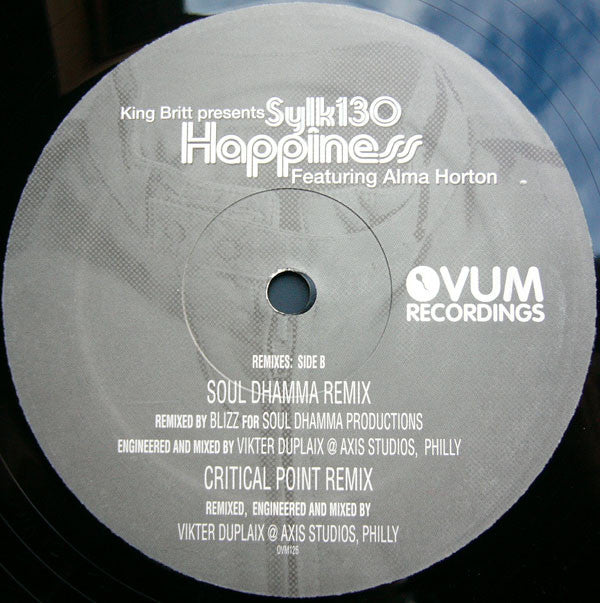 King Britt presents Sylk130
Happiness
Featuring Alma Horton
OVUM
RECORDINGS
REMIXES: SIDE B
SOUL DHAMMA REMIX
REMIXED BY BLIZZ FOR SOUL DHAMMA PRODUCTIONS
ENGINEERED AND MIXED BY VIKTER DUPLAIX @ AXIS STUDIOS, PHILLY
CRITICAL POINT REMIX
REMIXED, ENGINEERED AND MIXED BY
VIKTER DUPLAIX @ AXIS STUDIOS, PHILLY
OVM126